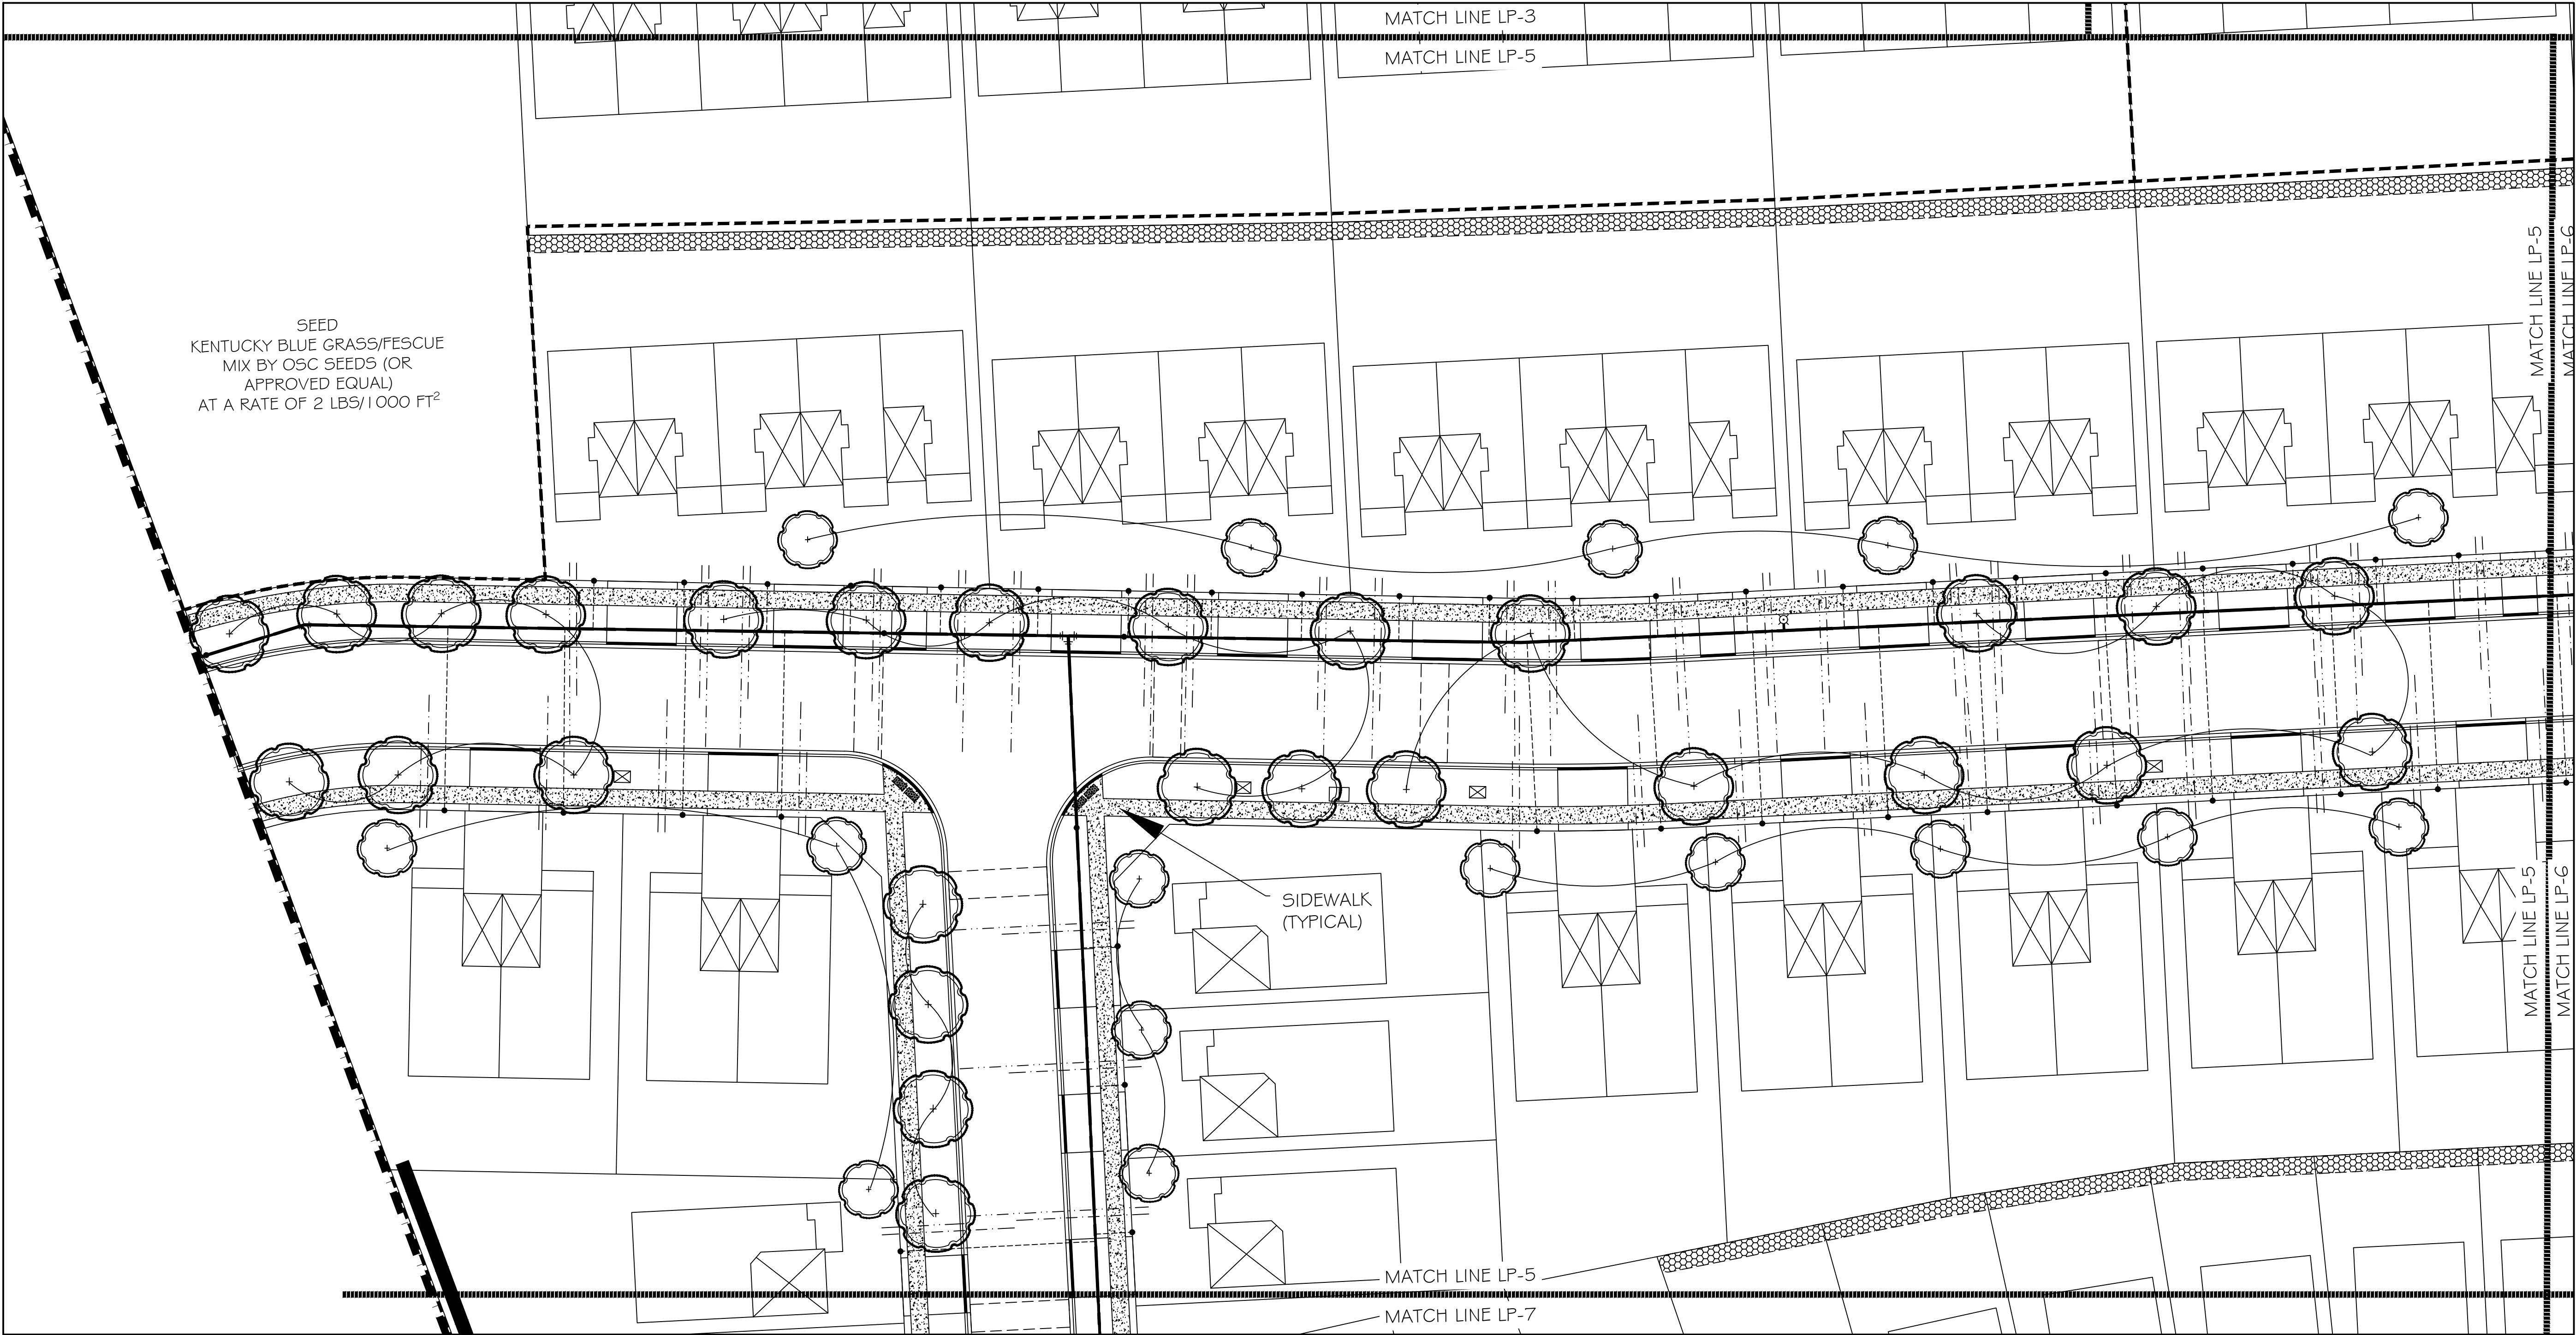 MATCH LINE LP-3
MATCH LINE LP-5
MATCH LINE LP-5
MATCH LINE LP-6
SEED
KENTUCKY BLUE GRASS/FESCUE
MIX BY OSC SEEDS (OR
APPROVED EQUAL)
AT A RATE OF 2 LBS/1000 FT²
SIDEWALK
(TYPICAL)
MATCH LINE LP-5
MATCH LINE LP-6
MATCH LINE LP-5
MATCH LINE LP-7